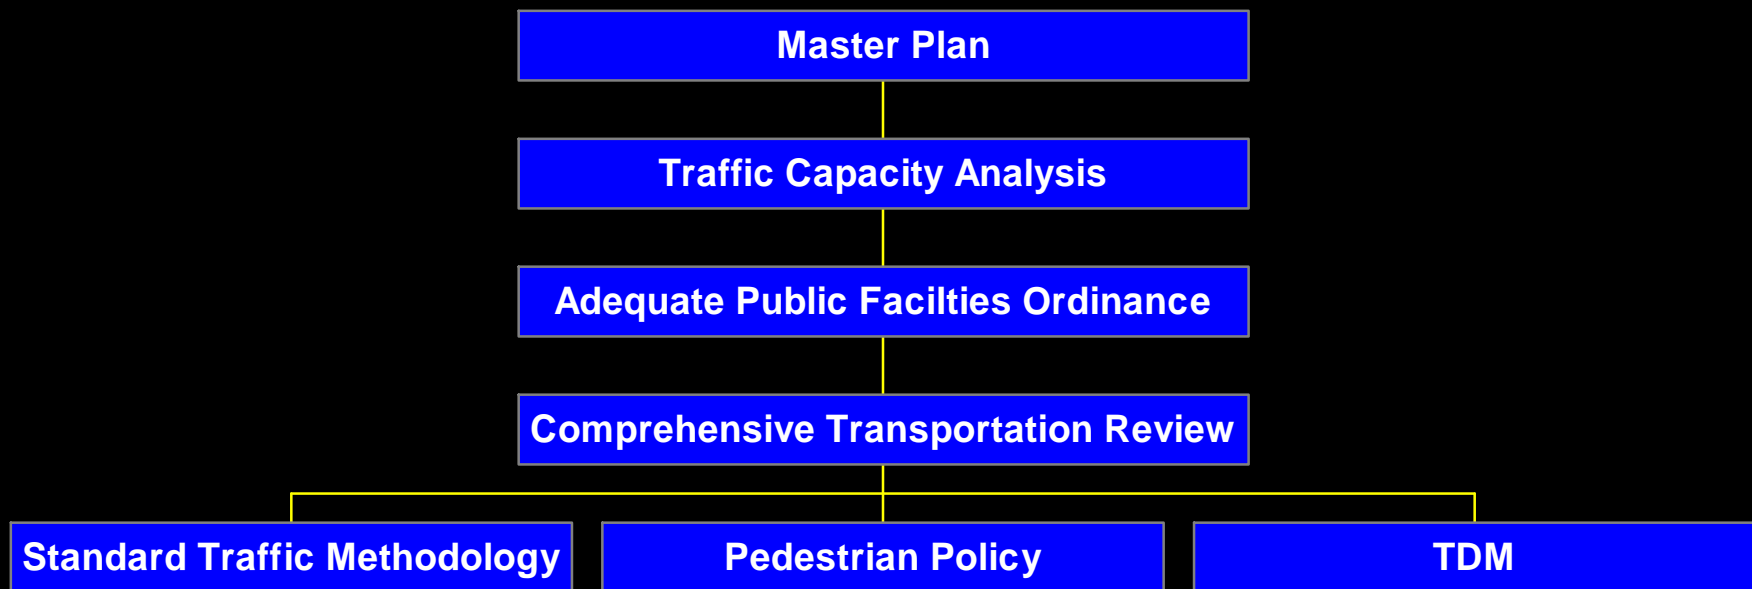 Master Plan
Traffic Capacity Analysis
Adequate Public Facilties Ordinance
Comprehensive Transportation Review
Standard Traffic Methodology
Pedestrian Policy
TDM